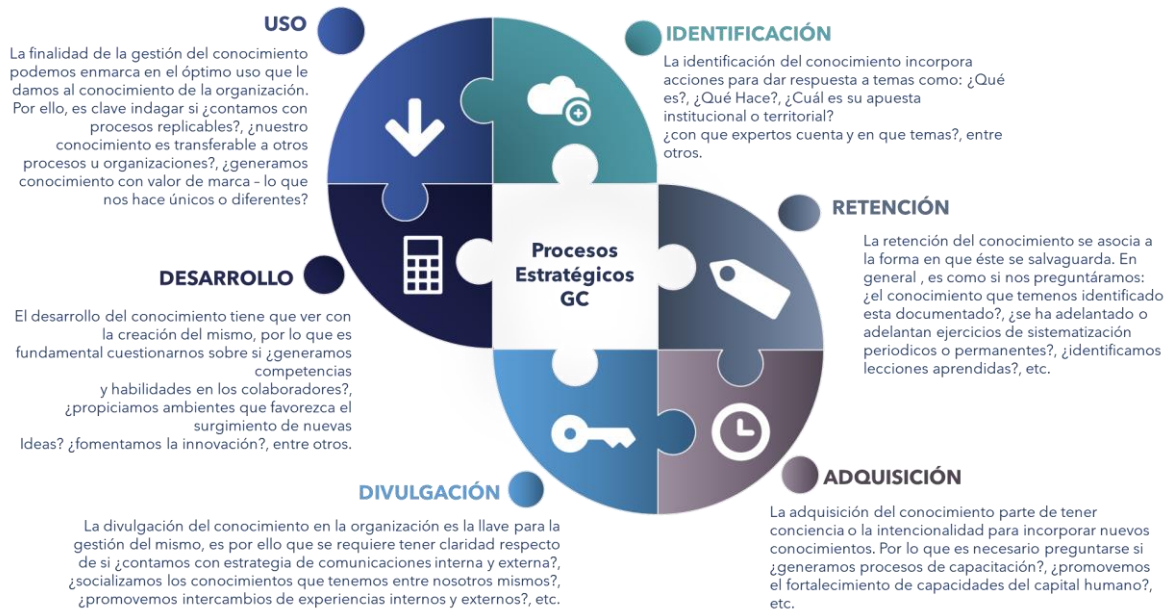 USO
La finalidad de la gestión del conocimiento
podemos enmarca en el óptimo uso que le
damos al conocimiento de la organización.
Por ello, es clave indagar si ¿contamos con
procesos replicables?, ¿nuestro
conocimiento es transferable a otros
procesos u organizaciones?, ¿generamos
conocimiento con valor de marca – lo que
nos hace únicos o diferentes?
IDENTIFICACIÓN
La identificación del conocimiento incorpora
acciones para dar respuesta a temas como: ¿Qué
es?, ¿Qué Hace?, ¿Cuál es su apuesta
institucional o territorial?
¿con que expertos cuenta y en que temas?, entre
otros.
RETENCIÓN
La retención del conocimiento se asocia a
la forma en que éste se salvaguarda. En
general , es como si nos preguntáramos:
¿el conocimiento que temenos identificado
esta documentado?, ¿se ha adelantado o
adelantan ejercicios de sistematización
periodicos o permanentes?, ¿identificamos
lecciones aprendidas?, etc.
Procesos
Estratégicos
GC
DESARROLLO
El desarrollo del conocimiento tiene que ver con
la creación del mismo, por lo que es
fundamental cuestionarnos sobre si ¿generamos
competencias
y habilidades en los colaboradores?,
¿propiciamos ambientes que favorezca el
surgimiento de nuevas
Ideas? ¿fomentamos la innovación?, entre otros.
ADQUISICIÓN
La adquisición del conocimiento parte de tener
conciencia o la intencionalidad para incorporar nuevos
conocimientos. Por lo que es necesario preguntarse si
¿generamos procesos de capacitación?, ¿promovemos
el fortalecimiento de capacidades del capital humano?,
etc.
DIVULGACIÓN
La divulgación del conocimiento en la organización es la llave para la
gestión del mismo, es por ello que se requiere tener claridad respecto
de si ¿contamos con estrategia de comunicaciones interna y externa?,
¿socializamos los conocimientos que tenemos entre nosotros mismos?,
¿promovemos intercambios de experiencias internos y externos?, etc.